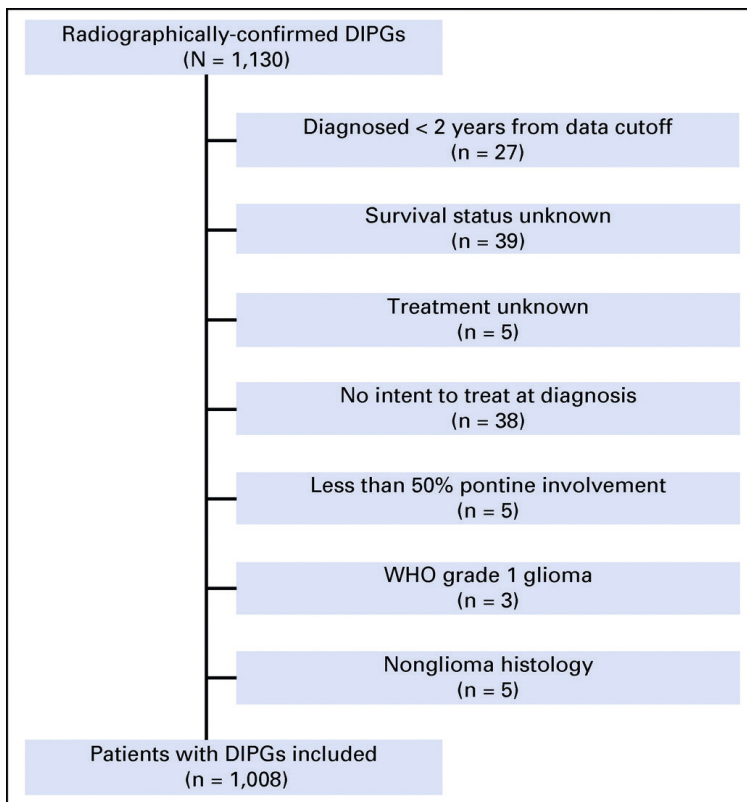 Radiographically-confirmed DIPGs
(N = 1,130)
Diagnosed < 2 years from data cutoff
(n = 27)
Survival status unknown
(n = 39)
Treatment unknown
(n = 5)
No intent to treat at diagnosis
(n = 38)
Less than 50% pontine involvement
(n = 5)
WHO grade 1 glioma
(n = 3)
Nonglioma histology
(n = 5)
Patients with DIPGs included
(n = 1,008)